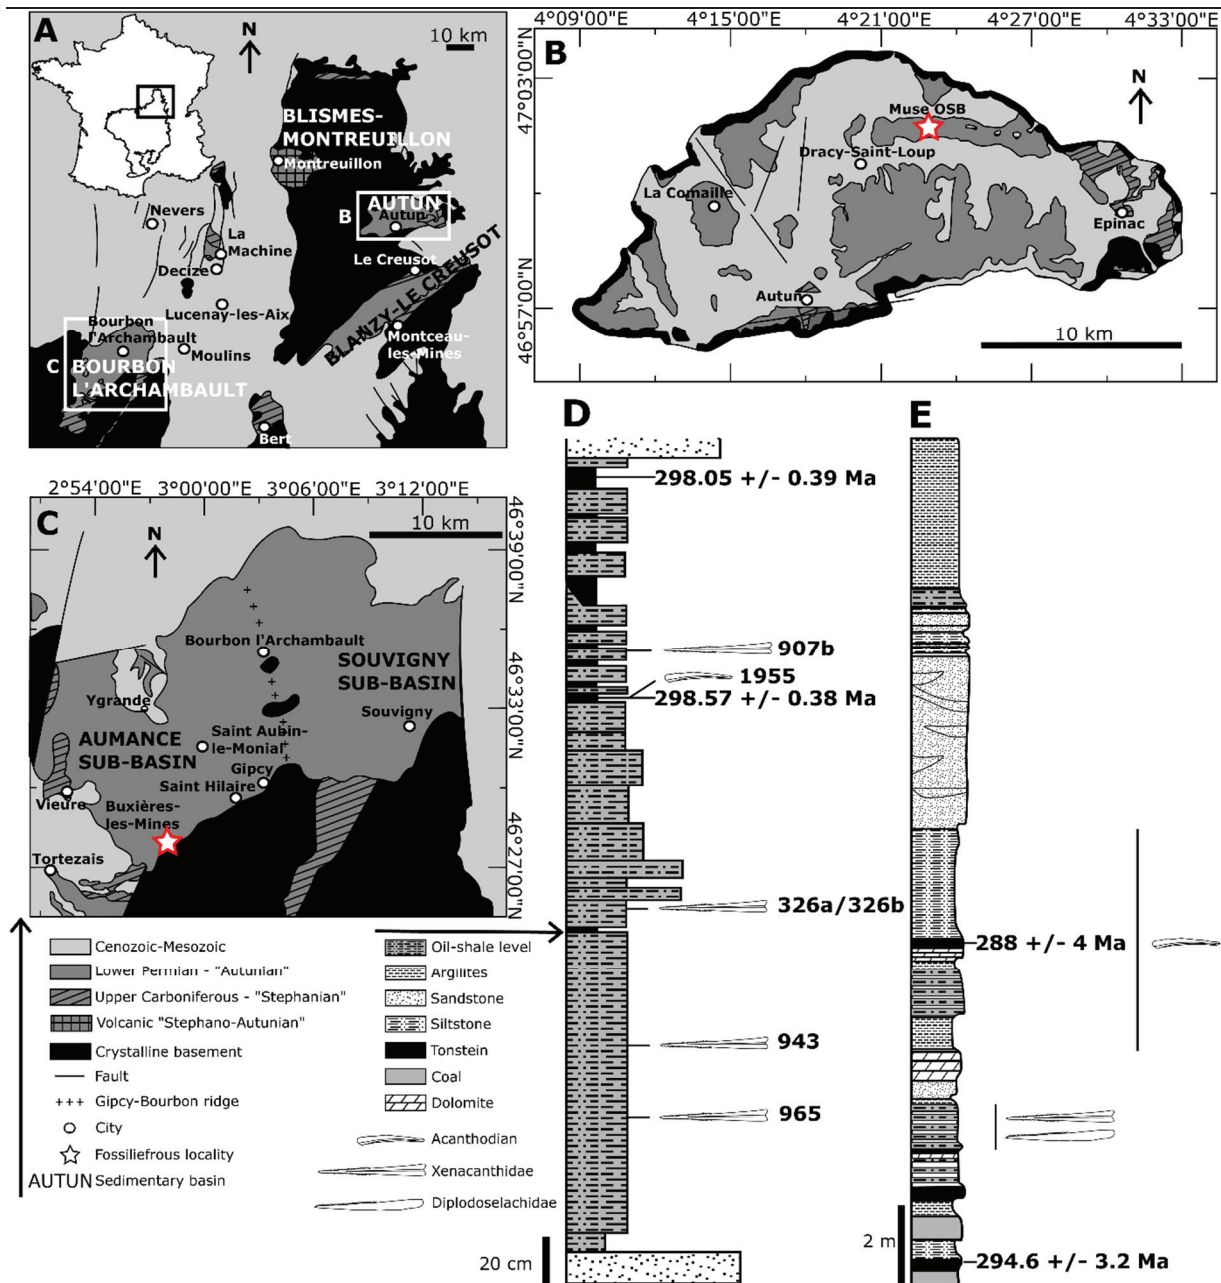 A
N
10 km
BLISMES-
MONTREUILLON
Montreuillon
Nevers
AUTUN
B
Autun
La
Machine
Le Creusot
Decize
BLANZY-LE CREUSOT
Lucenay-les-Aix
Bourbon
l'Archambault
Moulins
Montceau-
les-Mines
C
BOURBON
L'ARCHAMBAULT
Bert
4°09'00"E
4°15'00"E
4°21'00"E
4°27'00"E
4°33'00"E
B
47°03'00"N
46°57'00"N
N
Muse OSB
Dracy-Saint-Loup
La Comaille
Epinac
Autun
10 km
2°54'00"E
3°00'00"E
3°06'00"E
3°12'00"E
C
N
10 km
46°39'00"N
46°33'00"N
46°27'00"N
Bourbon l'Archambault
SOUVIGNY
SUB-BASIN
Ygrande
Souvigny
AUMANCE
SUB-BASIN
Saint Aubin-
le-Monial
Gipcy
Saint Hilaire
Vieure
Buxières-
les-Mines
Tortezais
Cenozoic-Mesozoic
Lower Permian - "Autunian"
Upper Carboniferous - "Stephanian"
Volcanic "Stephano-Autunian"
Crystalline basement
Fault
Gipcy-Bourbon ridge
City
Fossiliefrous locality
AUTUN Sedimentary basin
Oil-shale level
Argilites
Sandstone
Siltstone
Tonstein
Coal
Dolomite
Acanthodian
Xenacanthidae
Diplodoselachidae
D
298.05 +/- 0.39 Ma
907b
1955
298.57 +/- 0.38 Ma
326a/326b
943
965
20 cm
E
288 +/- 4 Ma
2 m
294.6 +/- 3.2 Ma